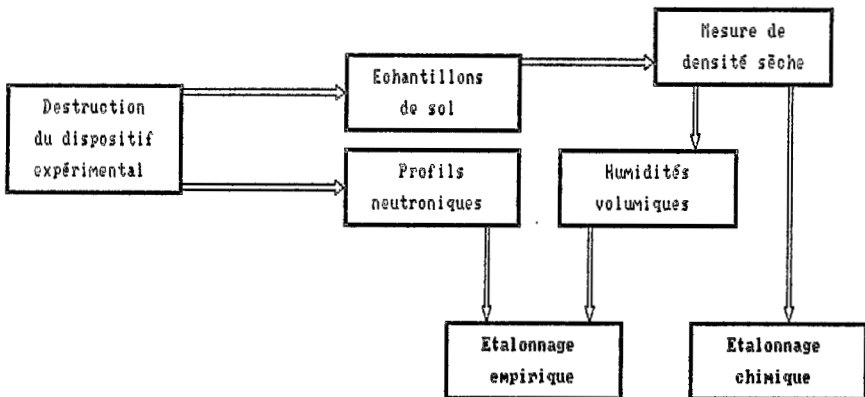 Mesure de
densité sèche
Echantillons
de sol
Destruction
du dispositif
expérimental
Profils
neutroniques
Humidités
volumiques
Etalonnage
empirique
Etalonnage
chimique